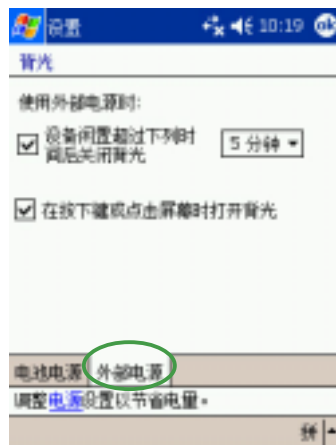 设置 10:19 ok
背光
使用外部电源时:
设备闲置超过下列时
间后关闭背光 5 分钟
在按下键或点击屏幕时打开背光
电池电源 外部电源
调整电源设置以节省电量。
拼